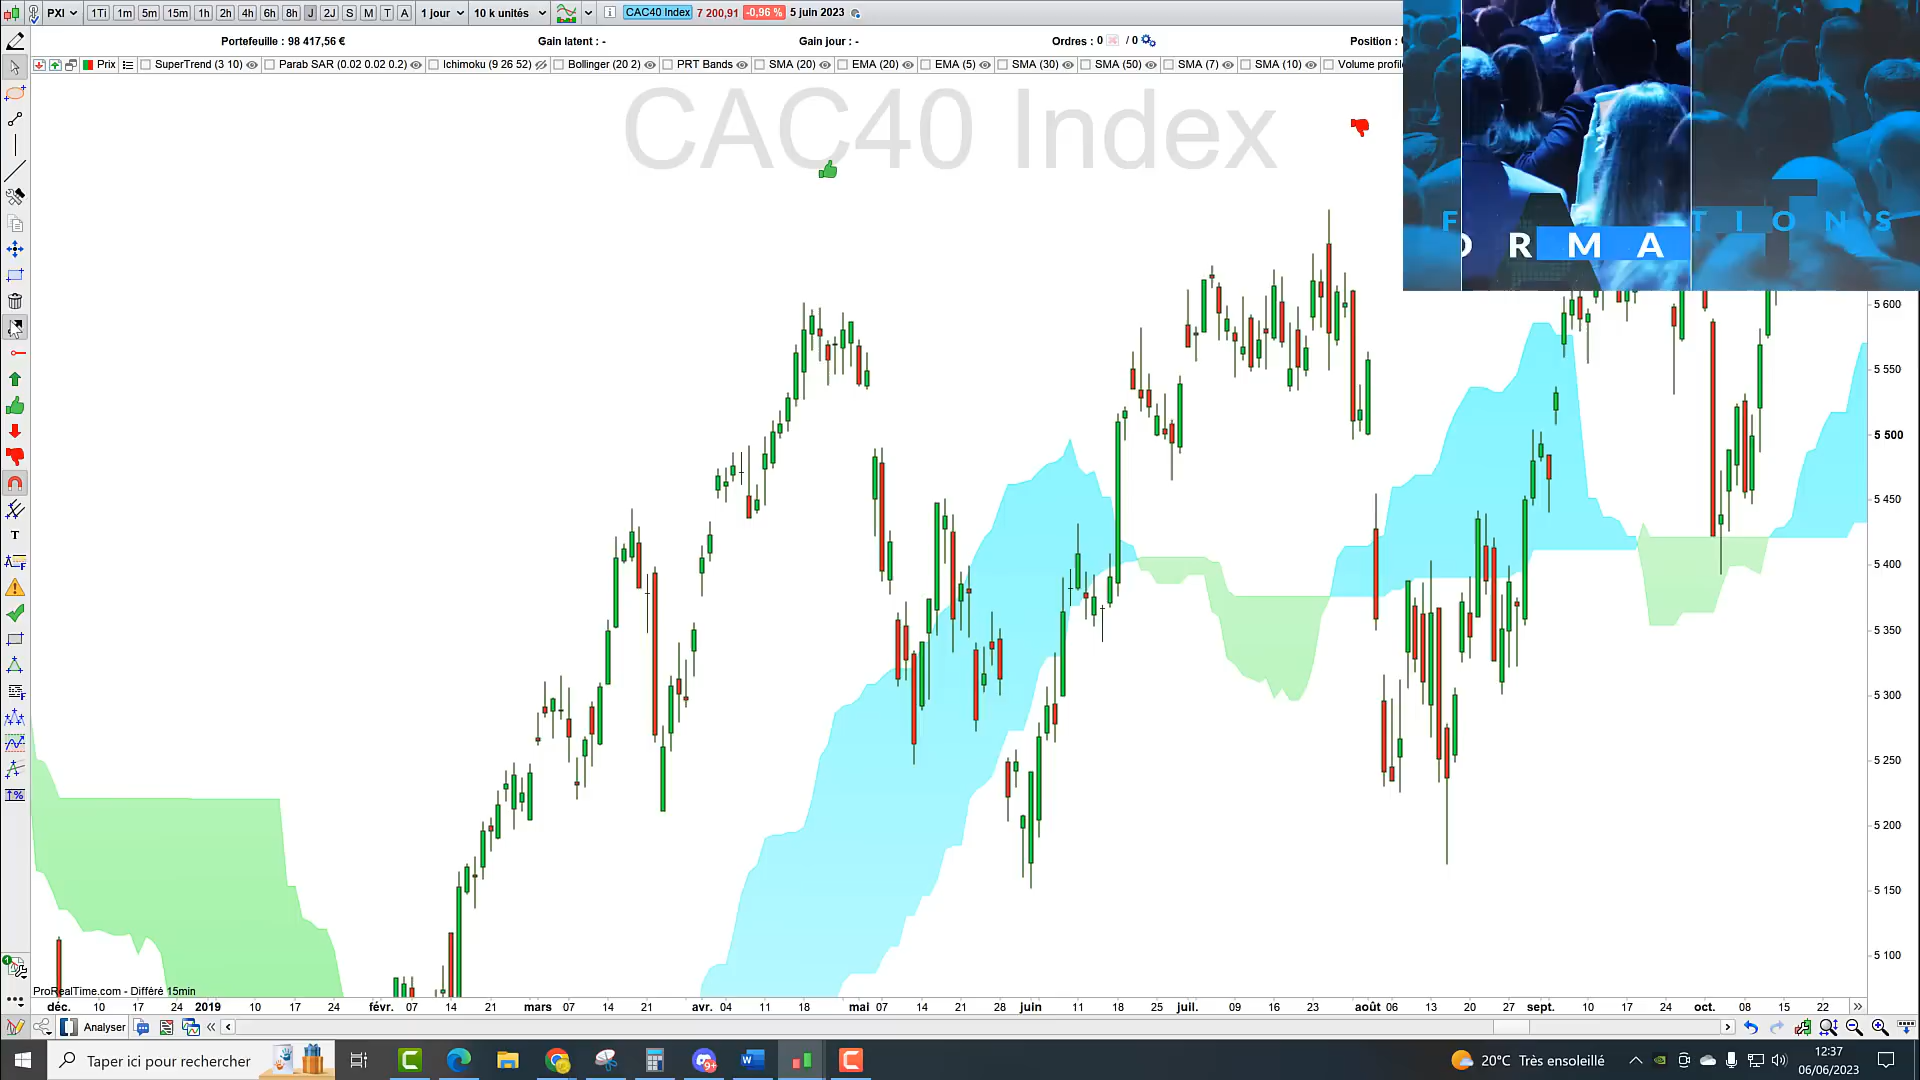 PXI 1Ti 1m 5m 15m 1h 2h 4h 6h 8h J 2J S M T A 1 jour 10 k unités CAC40 Index 7 200,91 -0,96 % 5 juin 2023
Portefeuille : 98 417,56 € Gain latent : - Gain jour : - Ordres : 0 / 0 Position :
Prix SuperTrend (3 10) Parab SAR (0.02 0.02 0.2) Ichimoku (9 26 52) Bollinger (20 2) PRT Bands SMA (20) EMA (20) EMA (5) SMA (30) SMA (50) SMA (7) SMA (10) Volume profile
CAC40 Index
F TIONS
ORMA
5 600
5 550
5 500
5 450
5 400
5 350
5 300
5 250
5 200
5 150
5 100
ProRealTime.com - Différé 15min
déc. 10 17 24 2019 10 17 24 févr. 07 14 21 mars 07 14 21 avr. 04 11 18 mai 07 14 21 28 juin 11 18 25 juil. 09 16 23 août 06 13 20 27 sept. 10 17 24 oct. 08 15 22
Analyser
Taper ici pour rechercher
9+
20°C Très ensoleillé
12:37
06/06/2023